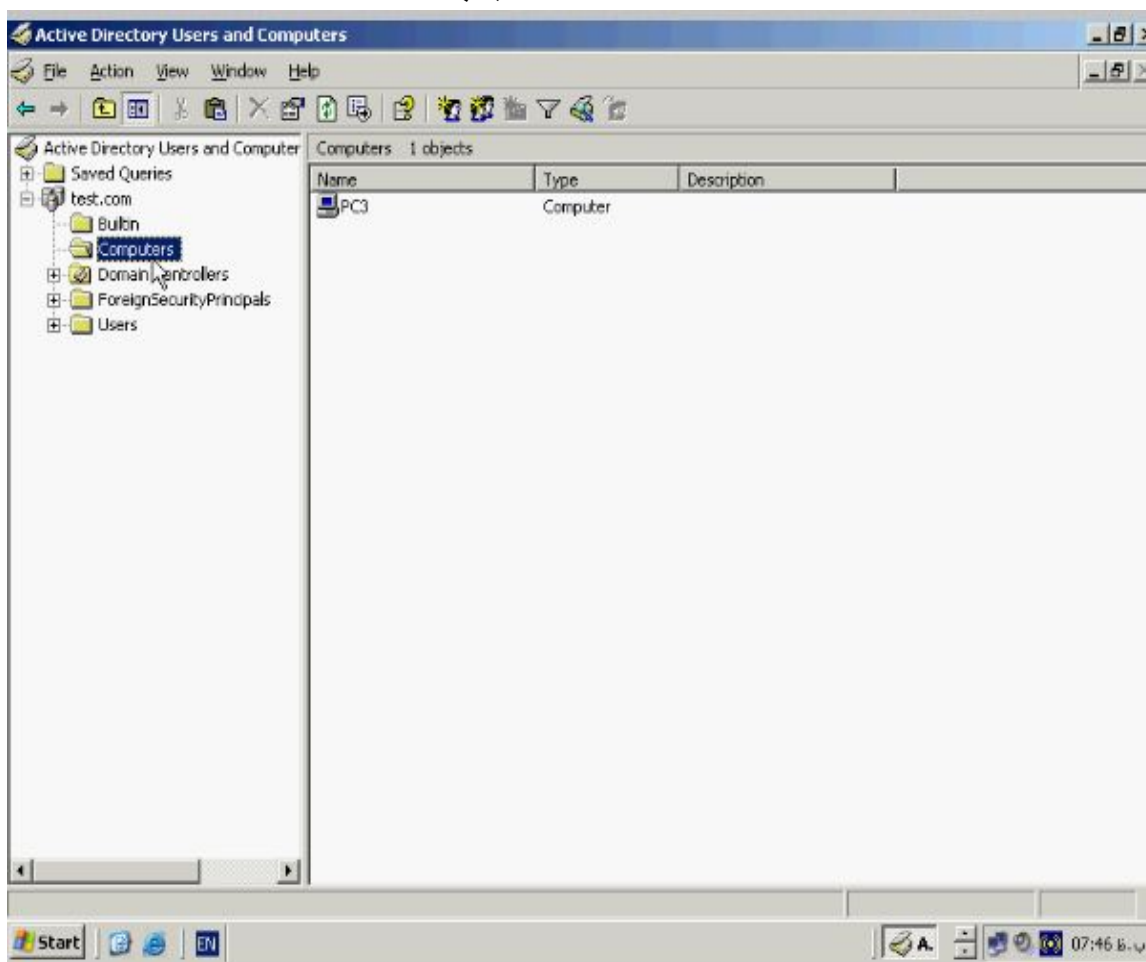 Active Directory Users and Computers
File Action View Window Help
Active Directory Users and Computer
Saved Queries
test.com
Builtin
Computers
Domain Controllers
ForeignSecurityPrincipals
Users
Computers 1 objects
Name Type Description
PC3 Computer
Start EN A. 07:46 ب.ظ